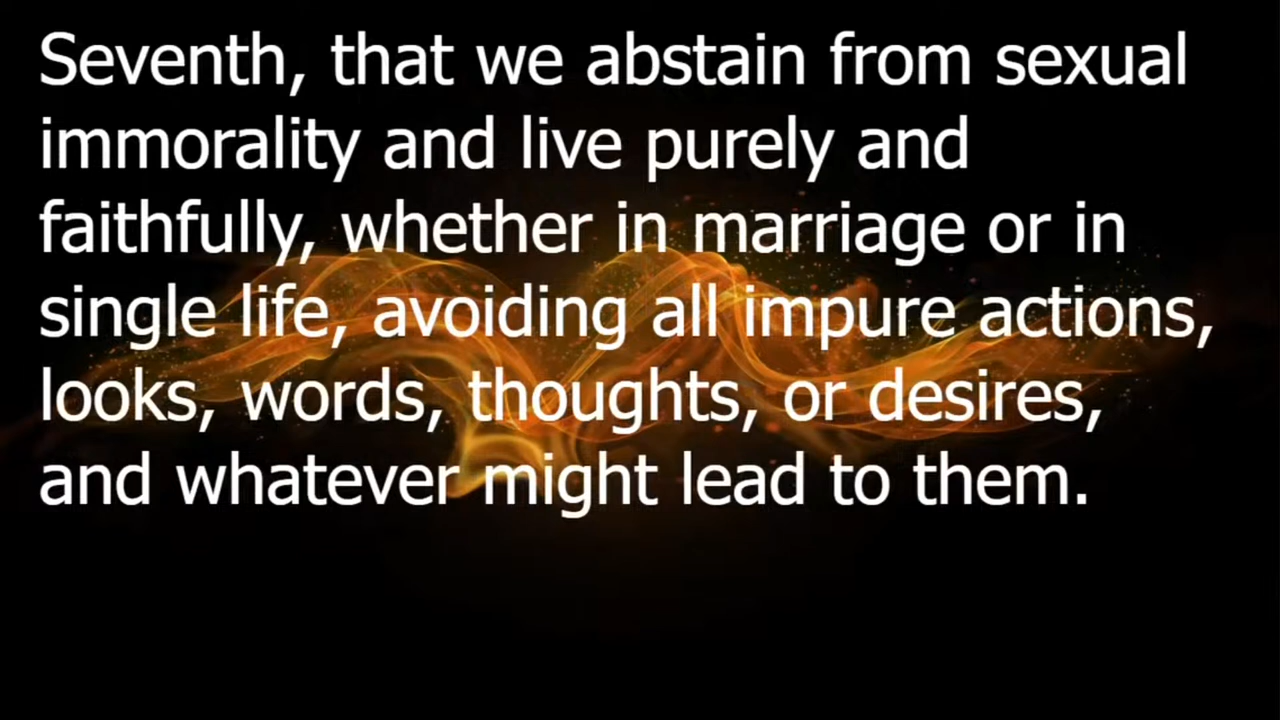 Seventh, that we abstain from sexual
immorality and live purely and
faithfully, whether in marriage or in
single life, avoiding all impure actions,
looks, words, thoughts, or desires,
and whatever might lead to them.